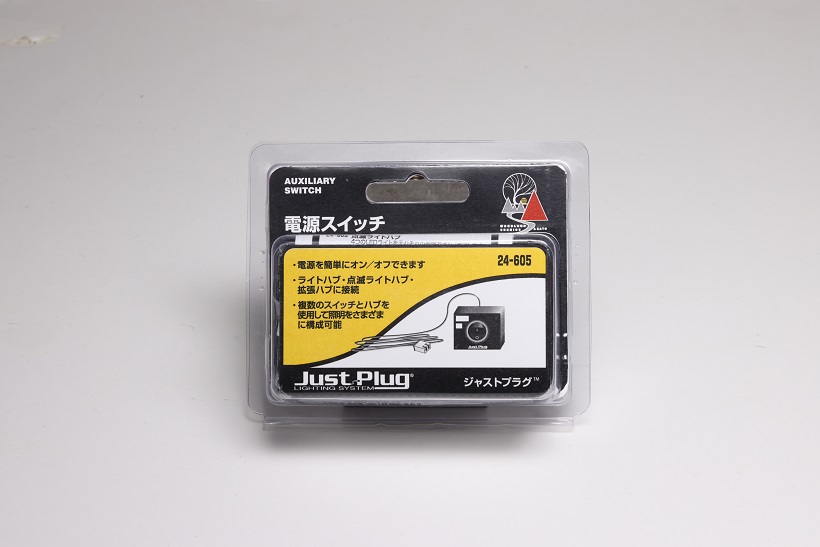 AUXILIARY
SWITCH
電源スイッチ
24-605
・電源を簡単にオン／オフできます
・ライトハブ・点滅ライトハブ・
拡張ハブに接続
・複数のスイッチとハブを
使用して照明をさまざま
に構成可能
Just Plug
Just Plug®
LIGHTING SYSTEM
ジャストプラグ™